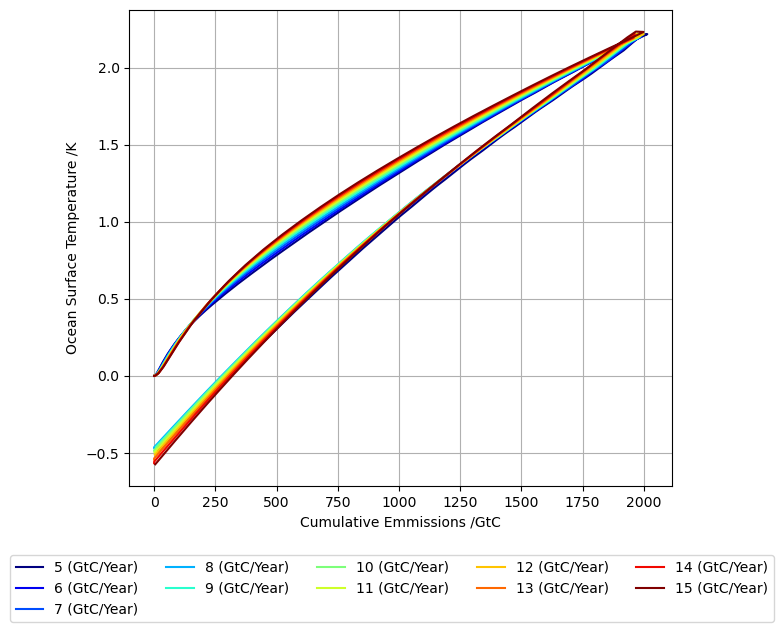 2.0
1.5
1.0
0.5
0.0
−0.5
Ocean Surface Temperature /K
0 250 500 750 1000 1250 1500 1750 2000
Cumulative Emmissions /GtC
5 (GtC/Year) 8 (GtC/Year) 10 (GtC/Year) 12 (GtC/Year) 14 (GtC/Year)
6 (GtC/Year) 9 (GtC/Year) 11 (GtC/Year) 13 (GtC/Year) 15 (GtC/Year)
7 (GtC/Year)